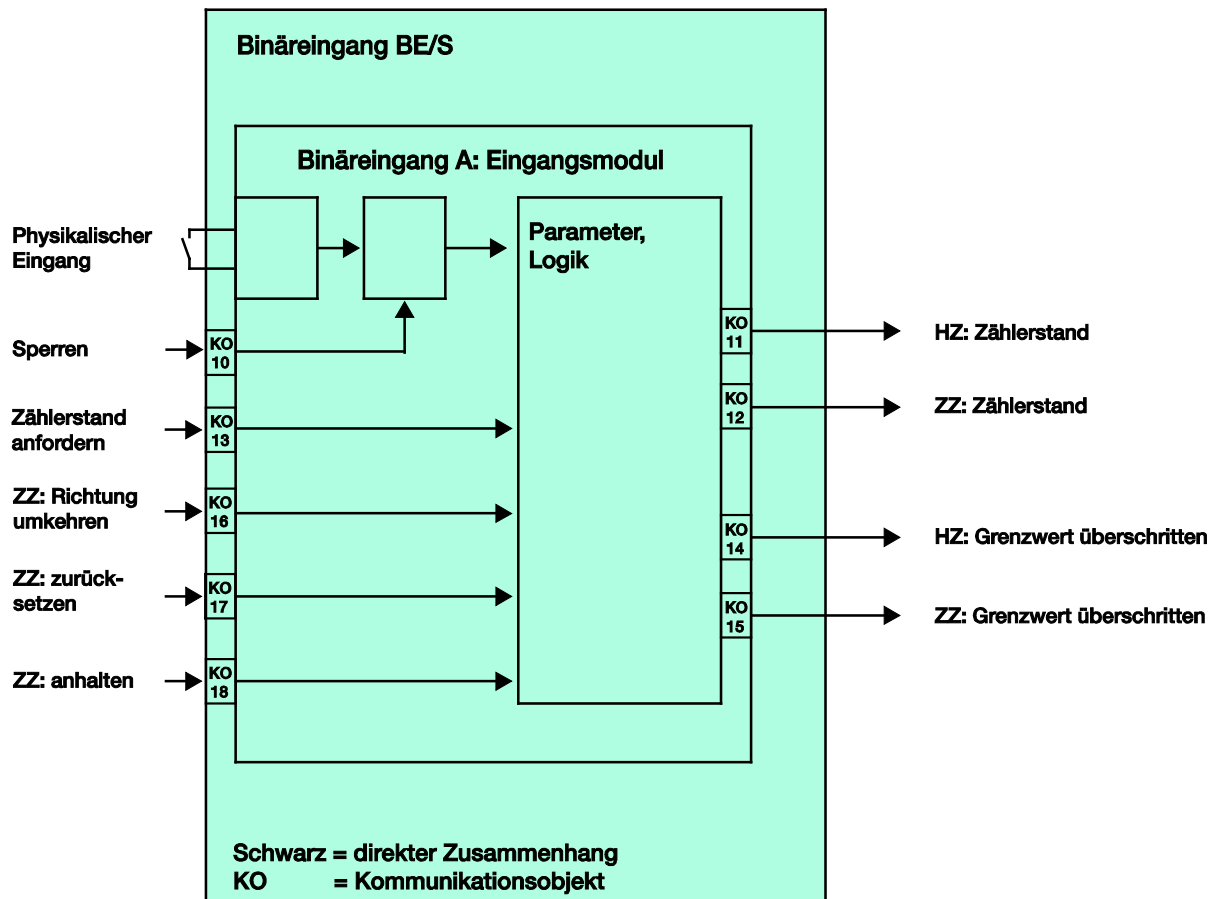 Binäreingang BE/S
Binäreingang A: Eingangsmodul
Physikalischer
Eingang
Parameter,
Logik
Sperren
KO
10
Zählerstand
anfordern
KO
13
ZZ: Richtung
umkehren
KO
16
ZZ: zurück-
setzen
KO
17
ZZ: anhalten
KO
18
KO
11
HZ: Zählerstand
KO
12
ZZ: Zählerstand
KO
14
HZ: Grenzwert überschritten
KO
15
ZZ: Grenzwert überschritten
Schwarz = direkter Zusammenhang
KO = Kommunikationsobjekt